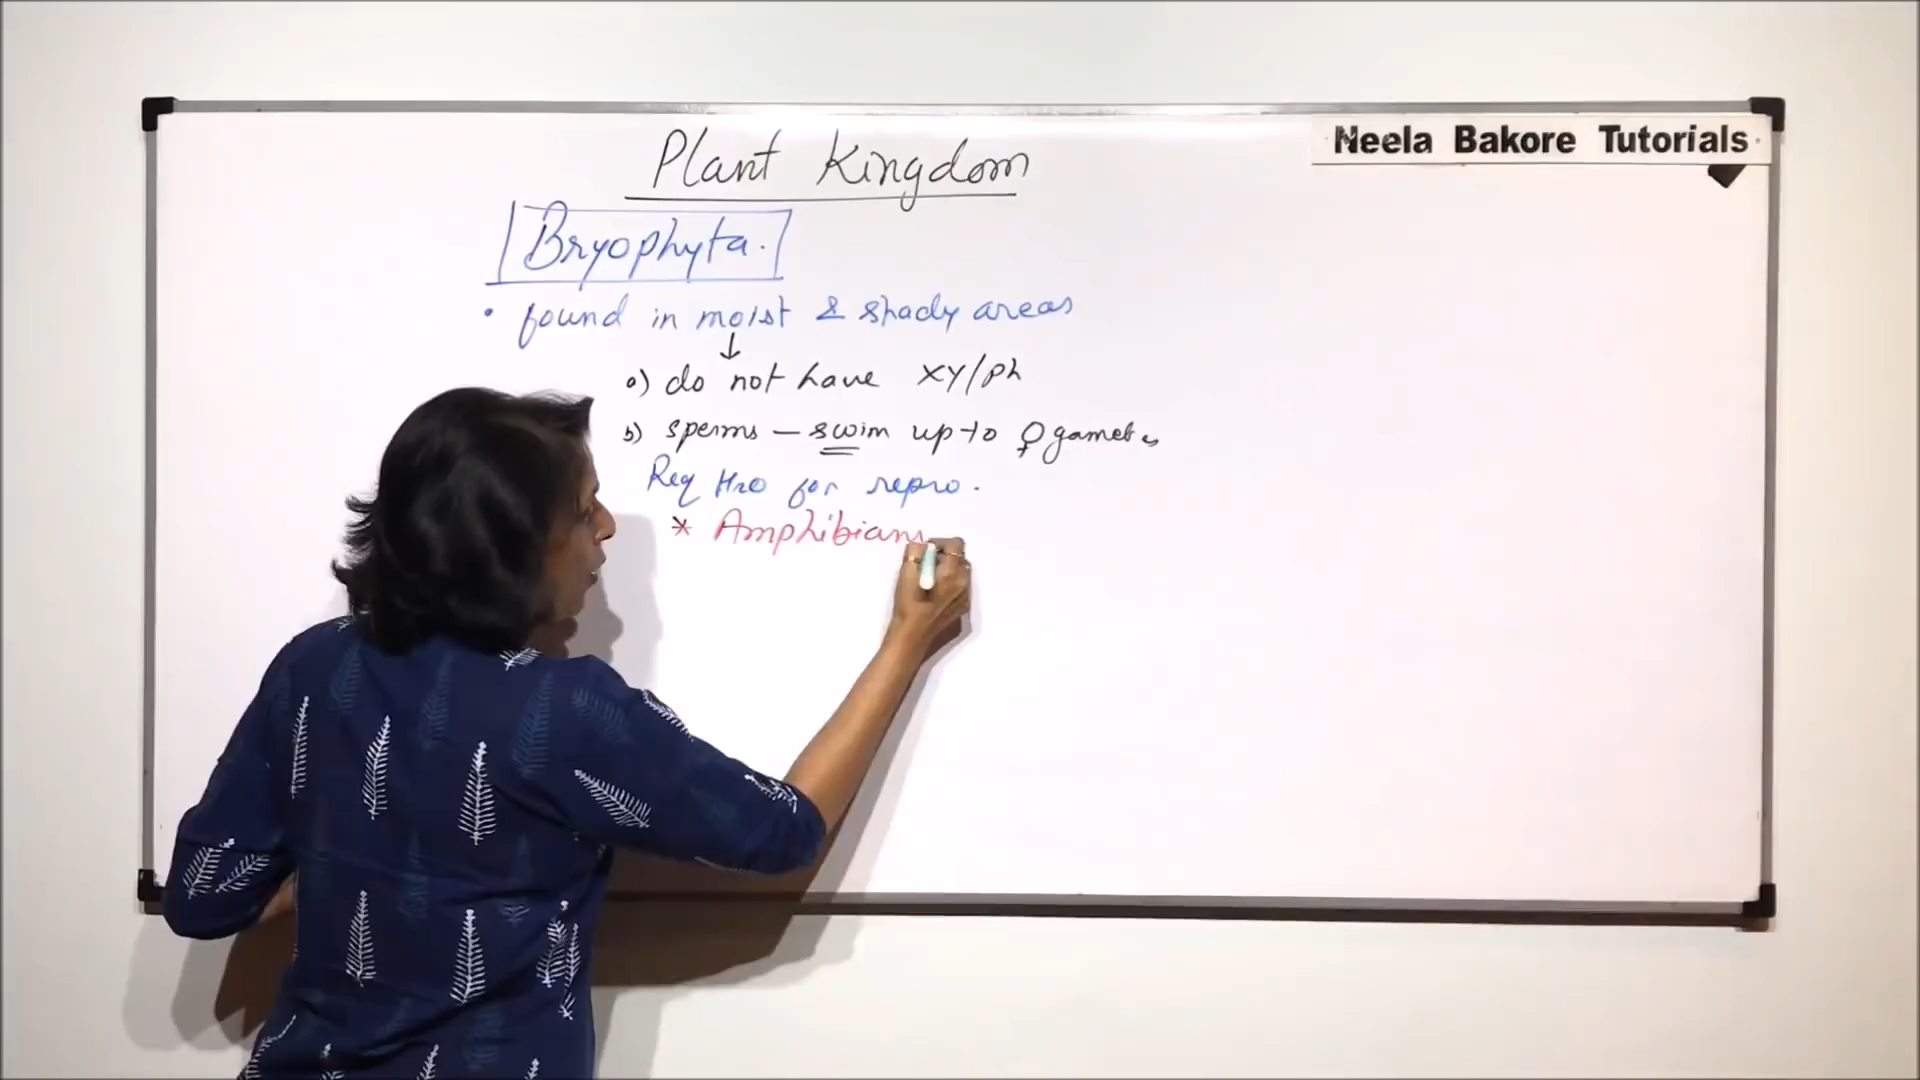 Plant Kingdom
Neela Bakore Tutorials
Bryophyta.
• found in moist & shady areas
↓
a) do not have xy/ph
b) sperms – swim up to ♀ gametes
Req H2O for repro.
* Amphibians